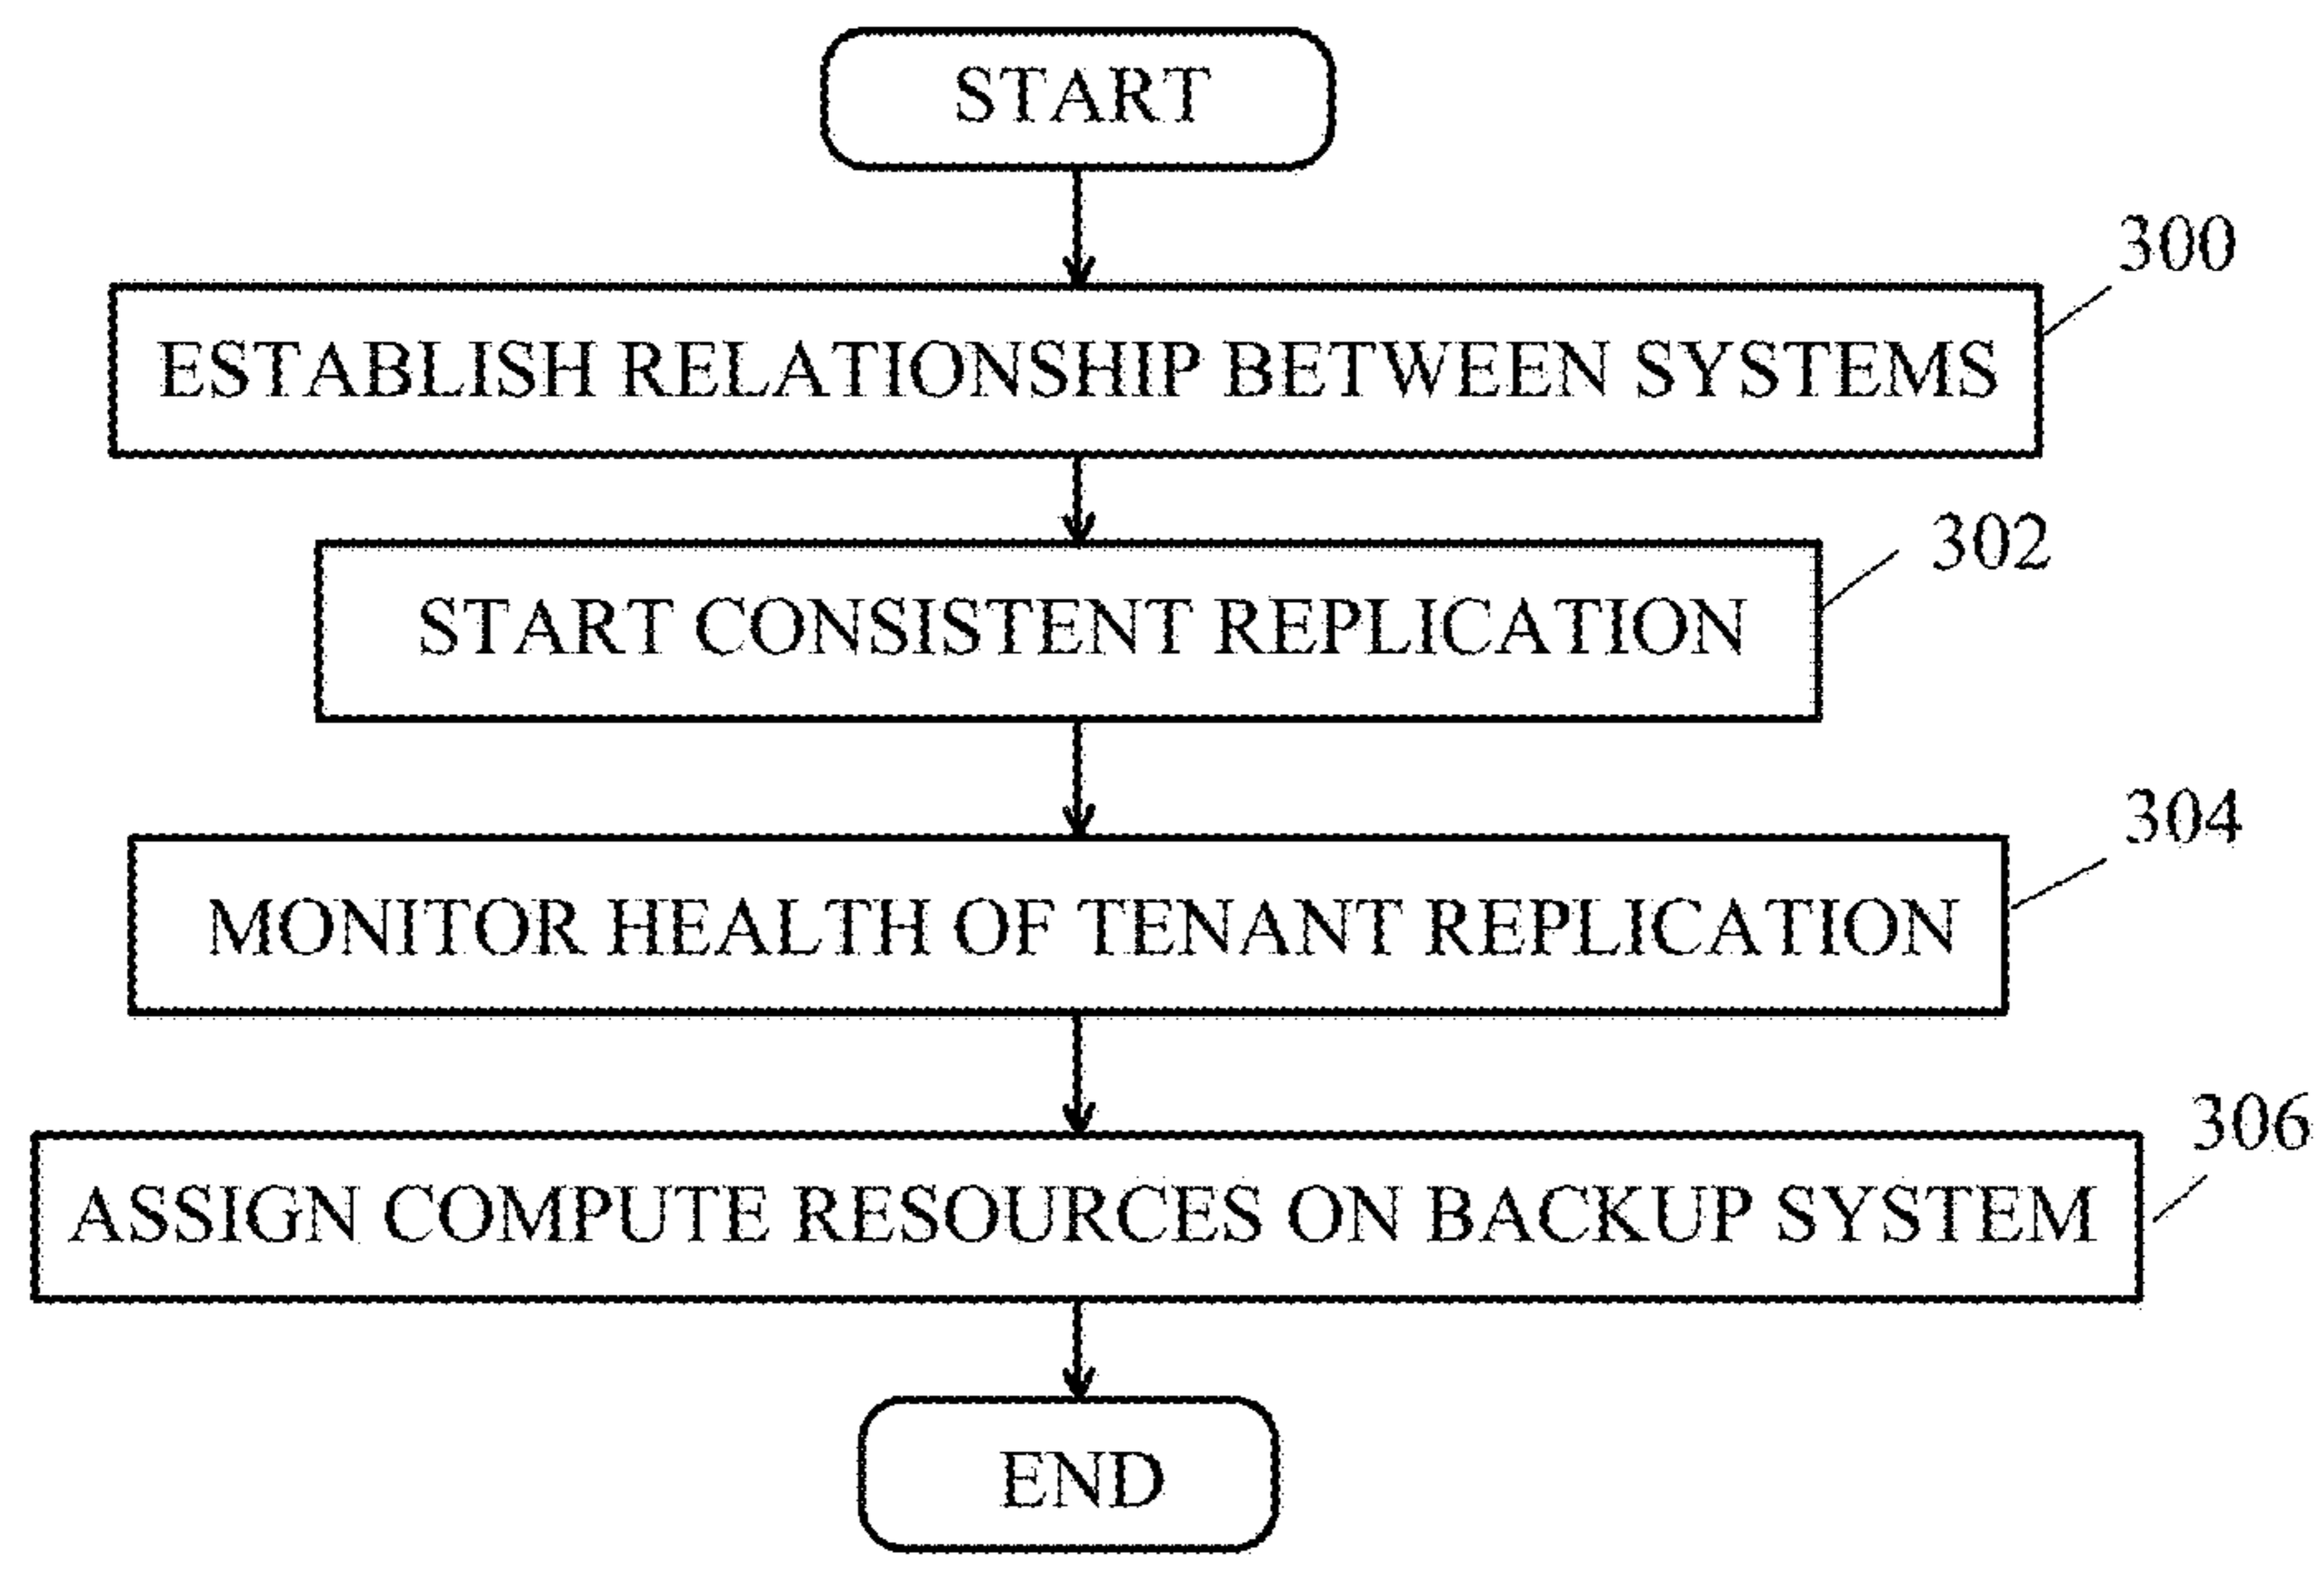 START
300
ESTABLISH RELATIONSHIP BETWEEN SYSTEMS
302
START CONSISTENT REPLICATION
304
MONITOR HEALTH OF TENANT REPLICATION
306
ASSIGN COMPUTE RESOURCES ON BACKUP SYSTEM
END